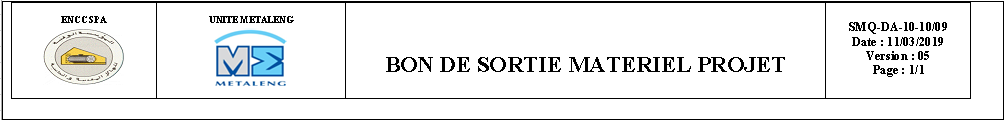 ENCCSPA
UNITE METALENG
METALENG
BON DE SORTIE MATERIEL PROJET
SMQ-DA-10-10/09
Date : 11/03/2019
Version : 05
Page : 1/1